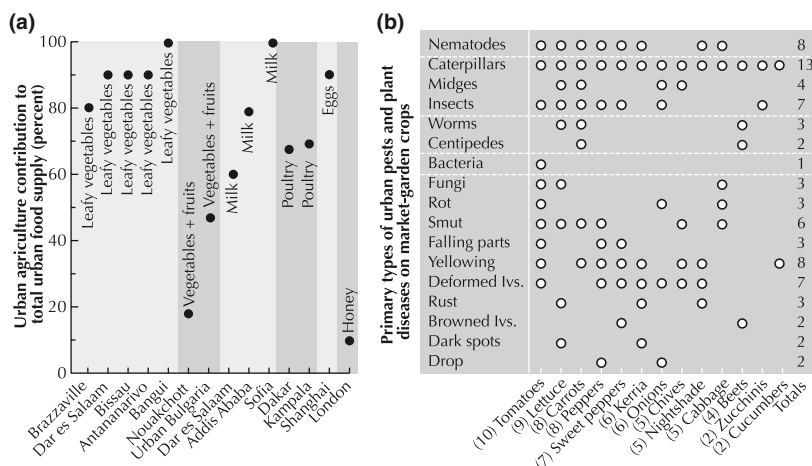 (a)
Urban agriculture contribution to
total urban food supply (percent)
100
80
60
40
20
0
Leafy vegetables
Leafy vegetables
Leafy vegetables
Leafy vegetables
Leafy vegetables
Vegetables + fruits
Vegetables + fruits
Milk
Milk
Milk
Poultry
Poultry
Eggs
Honey
Brazzaville
Dar es Salaam
Bissau
Antananarivo
Bangui
Nouakchott
Urban Bulgaria
Dar es Salaam
Addis Ababa
Sofia
Dakar
Kampala
Shanghai
London
(b)
Primary types of urban pests and plant
diseases on market-garden crops
Nematodes 8
Caterpillars 13
Midges 4
Insects 7
Worms 3
Centipedes 2
Bacteria 1
Fungi 3
Rot 3
Smut 6
Falling parts 3
Yellowing 8
Deformed lvs. 7
Rust 3
Browned lvs. 2
Dark spots 2
Drop 2
(10) Tomatoes
(9) Lettuce
(8) Carrots
(8) Peppers
(7) Sweet peppers
(6) Kerria
(6) Onions
(5) Chives
(5) Nightshade
(5) Cabbage
(4) Beets
(2) Zucchinis
(2) Cucumbers
Totals